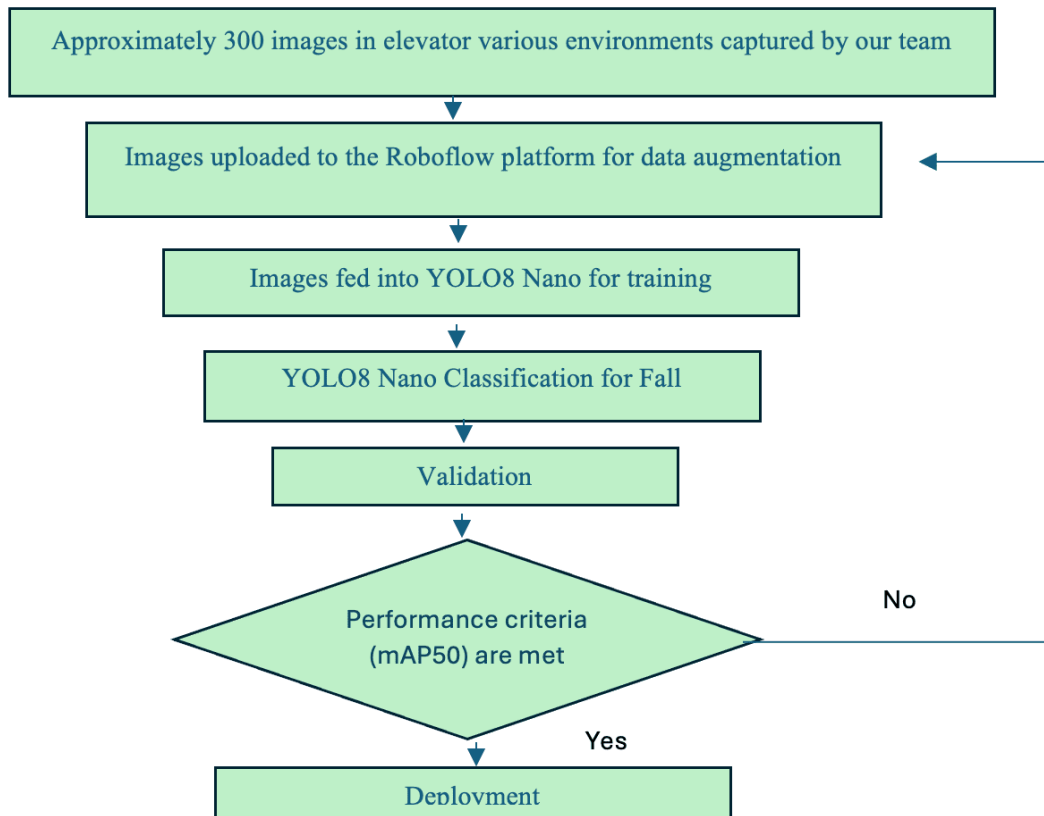 Approximately 300 images in elevator various environments captured by our team
Images uploaded to the Roboflow platform for data augmentation
Images fed into YOLO8 Nano for training
YOLO8 Nano Classification for Fall
Validation
Performance criteria
(mAP50) are met
No
Yes
Deployment